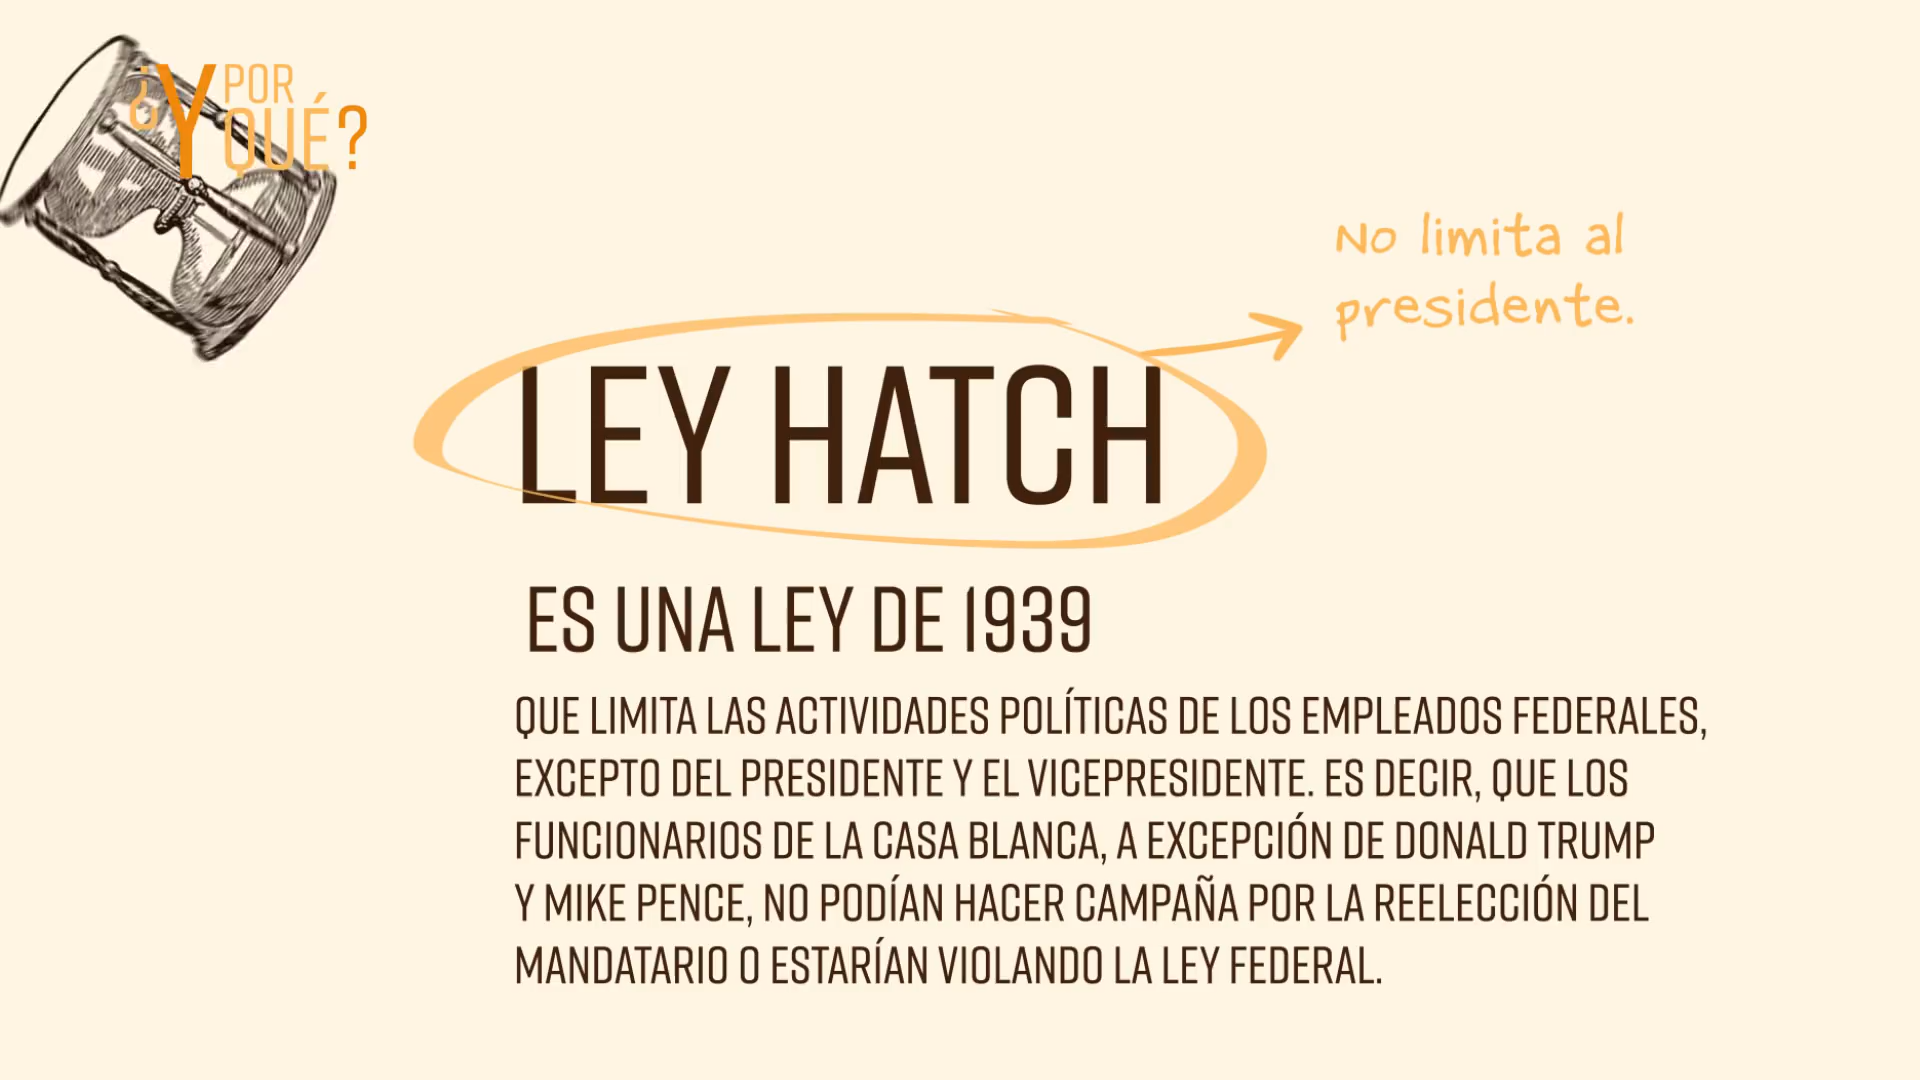 ¿Y POR
QUÉ?
No limita al
presidente.
LEY HATCH
ES UNA LEY DE 1939
QUE LIMITA LAS ACTIVIDADES POLÍTICAS DE LOS EMPLEADOS FEDERALES,
EXCEPTO DEL PRESIDENTE Y EL VICEPRESIDENTE. ES DECIR, QUE LOS
FUNCIONARIOS DE LA CASA BLANCA, A EXCEPCIÓN DE DONALD TRUMP
Y MIKE PENCE, NO PODÍAN HACER CAMPAÑA POR LA REELECCIÓN DEL
MANDATARIO O ESTARÍAN VIOLANDO LA LEY FEDERAL.